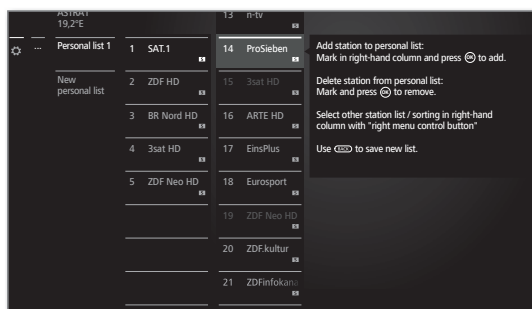 ASTRA1
19,2°E
13 n-tv
...
Personal list 1
New
personal list
1 SAT.1
2 ZDF HD
3 BR Nord HD
4 3sat HD
5 ZDF Neo HD
14 ProSieben
15 3sat HD
16 ARTE HD
17 EinsPlus
18 Eurosport
19 ZDF Neo HD
20 ZDF.kultur
21 ZDFinfokana
Add station to personal list:
Mark in right-hand column and press OK to add.
Delete station from personal list:
Mark and press OK to remove.
Select other station list / sorting in right-hand
column with "right menu control button"
Use BACK to save new list.